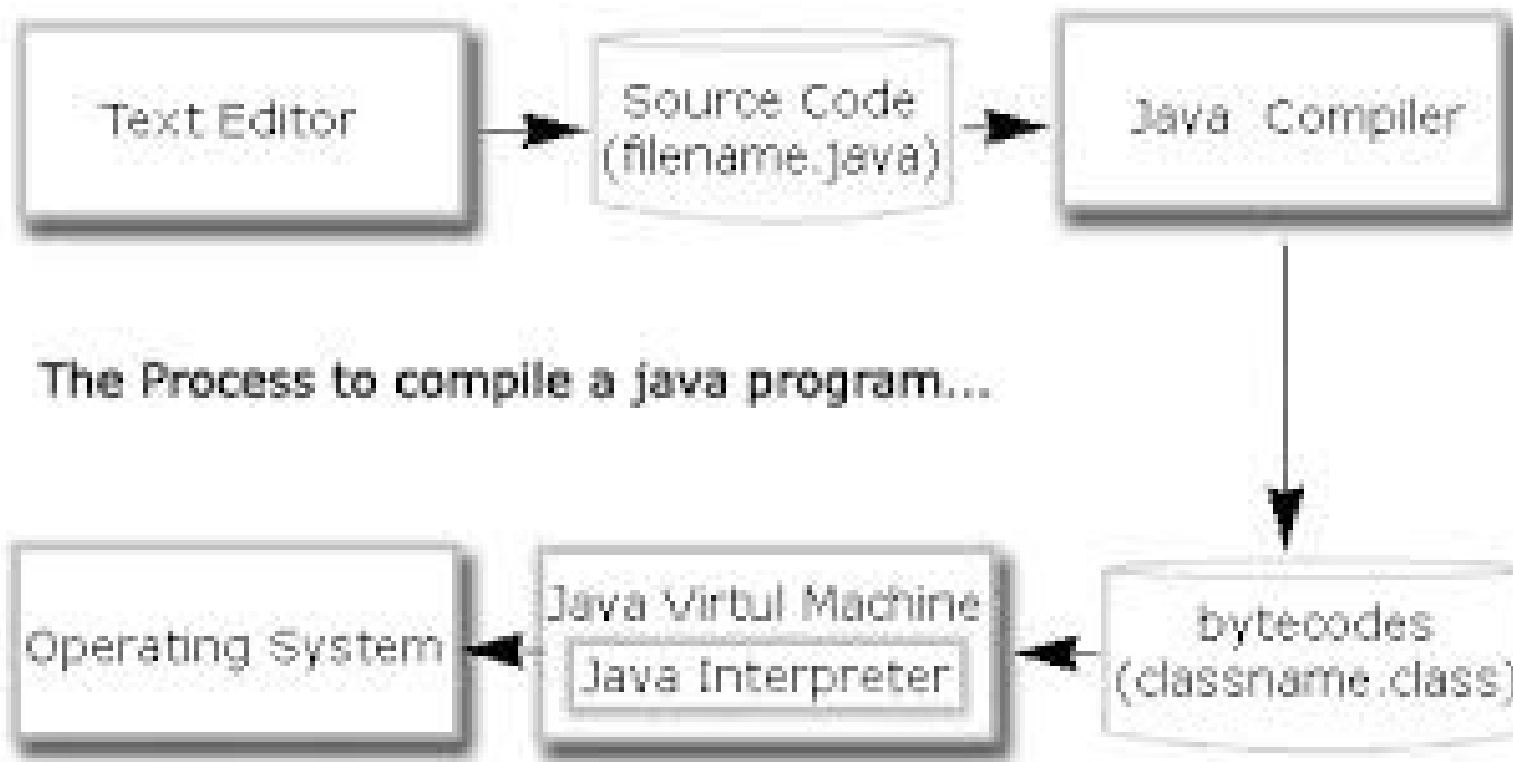 Text Editor
Source Code
(filename.java)
Java Compiler
The Process to compile a java program...
Operating System
Java Virtul Machine
Java Interpreter
bytecodes
(classname.class)